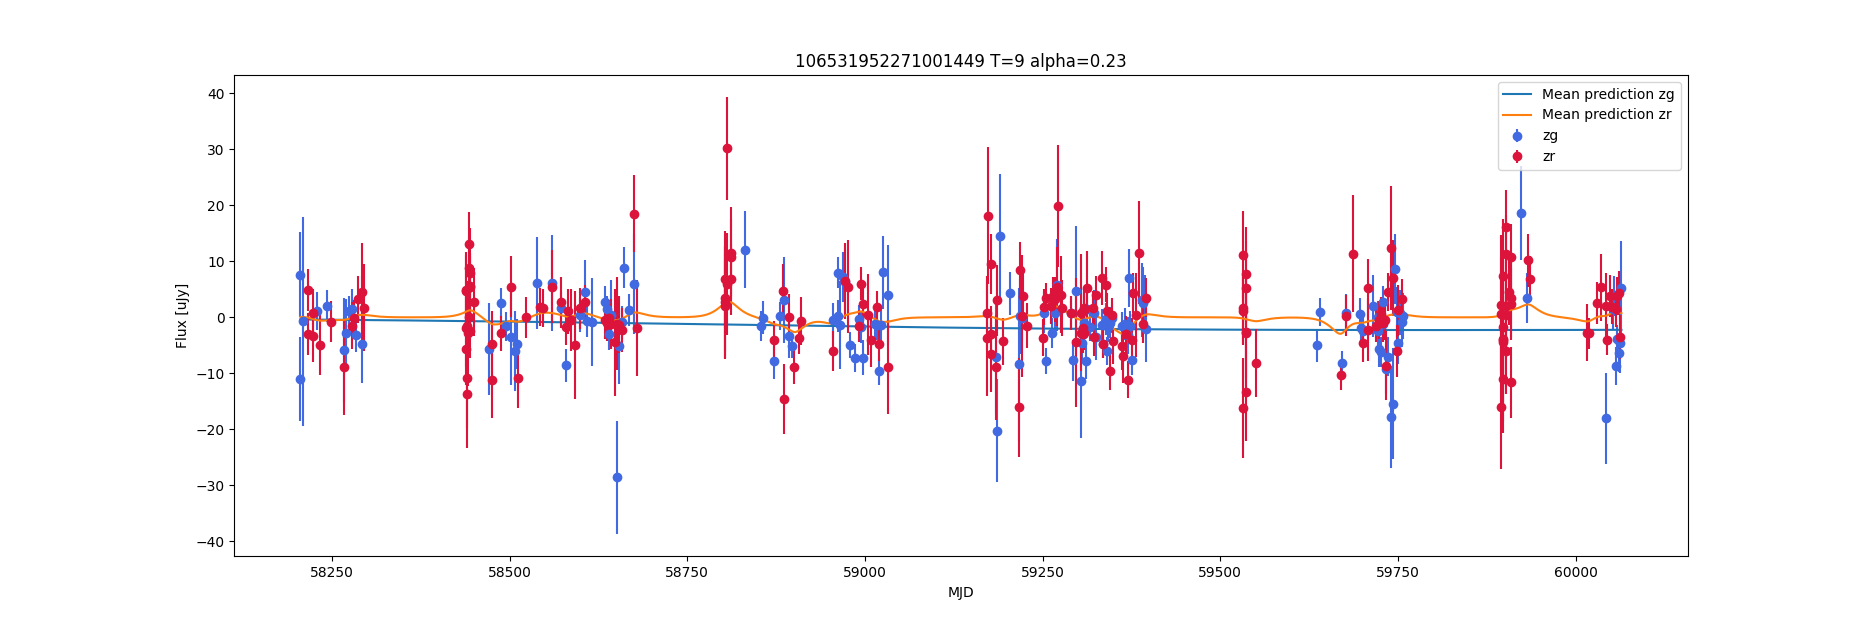 106531952271001449 T=9 alpha=0.23
Flux [uJy]
40
30
20
10
0
−10
−20
−30
−40
Mean prediction zg
Mean prediction zr
zg
zr
58250 58500 58750 59000 59250 59500 59750 60000
MJD